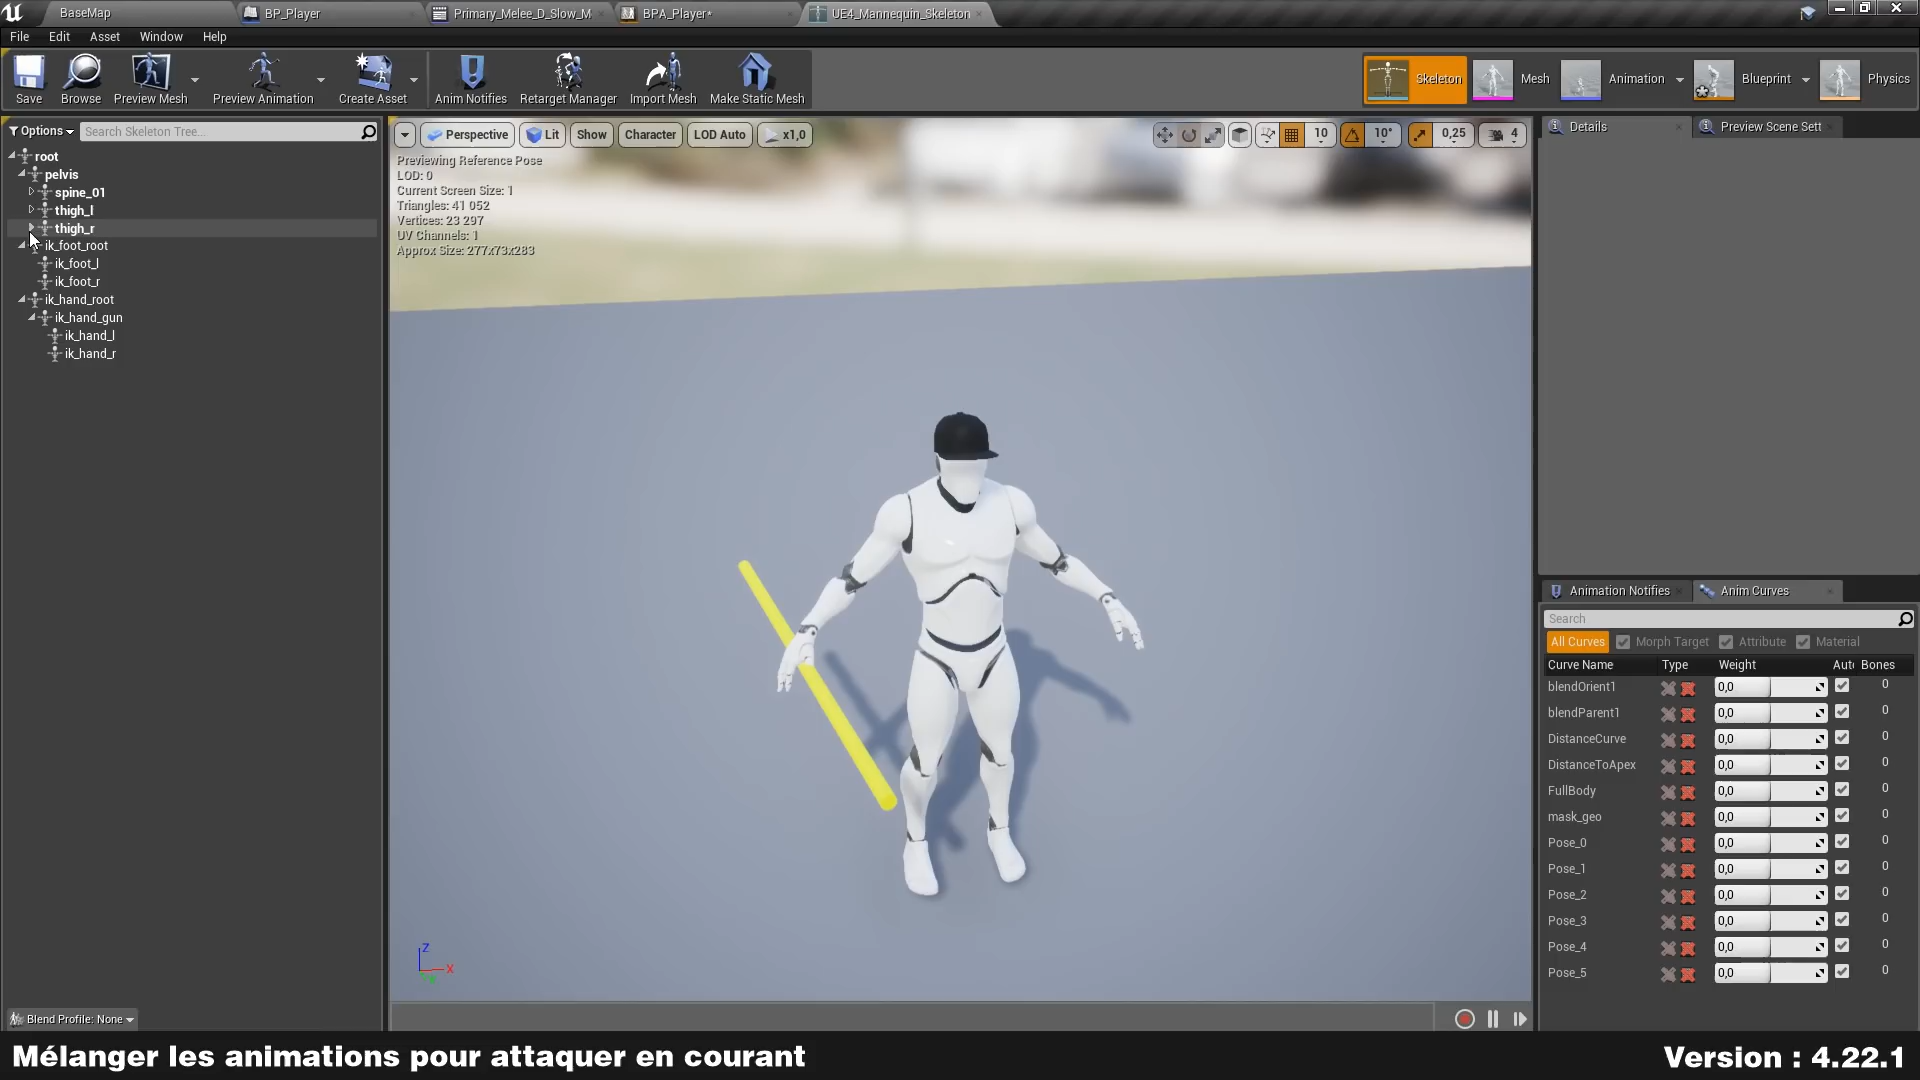 BaseMap
BP_Player
Primary_Melee_D_Slow_M
BPA_Player*
UE4_Mannequin_Skeleton
File Edit Asset Window Help
Save
Browse
Preview Mesh
Preview Animation
Create Asset
Anim Notifies
Retarget Manager
Import Mesh
Make Static Mesh
Skeleton
Mesh
Animation
Blueprint
Physics
Options
Search Skeleton Tree...
root
pelvis
spine_01
thigh_l
thigh_r
ik_foot_root
ik_foot_l
ik_foot_r
ik_hand_root
ik_hand_gun
ik_hand_l
ik_hand_r
Blend Profile: None
Perspective Lit Show Character LOD Auto x1,0
10 10° 0,25 4
Previewing Reference Pose
LOD: 0
Current Screen Size: 1
Triangles: 41 052
Vertices: 23 297
UV Channels: 1
Approx Size: 277x73x283
Z
X
Details
Preview Scene Sett
Animation Notifies
Anim Curves
Search
All Curves Morph Target Attribute Material
Curve Name Type Weight Aut Bones
blendOrient1 0,0 0
blendParent1 0,0 0
DistanceCurve 0,0 0
DistanceToApex 0,0 0
FullBody 0,0 0
mask_geo 0,0 0
Pose_0 0,0 0
Pose_1 0,0 0
Pose_2 0,0 0
Pose_3 0,0 0
Pose_4 0,0 0
Pose_5 0,0 0
Mélanger les animations pour attaquer en courant
Version : 4.22.1